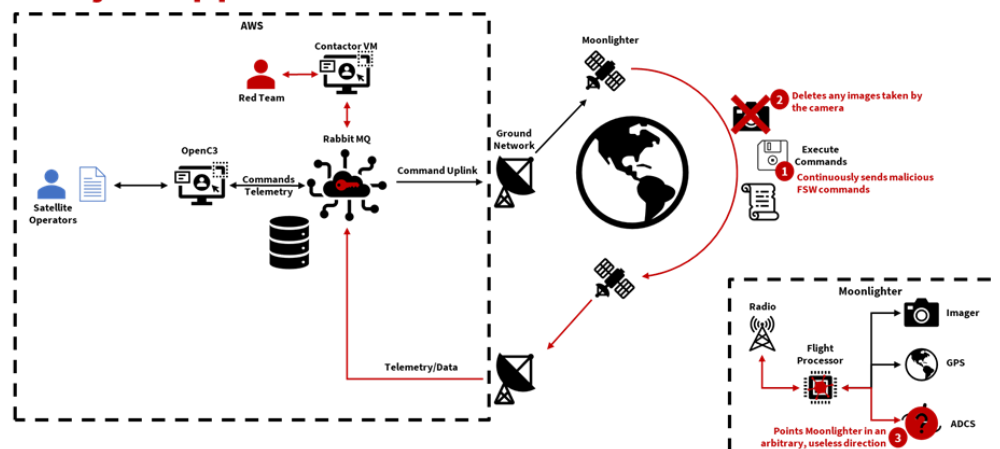 AWS
Contactor VM
Red Team
Rabbit MQ
OpenC3
Commands
Telemetry
Satellite
Operators
Command Uplink
Ground
Network
Telemetry/Data
Moonlighter
2
Deletes any images taken by
the camera
Execute
Commands
1
Continuously sends malicious
FSW commands
Moonlighter
Radio
Flight
Processor
Imager
GPS
?
ADCS
Points Moonlighter in an
arbitrary, useless direction
3